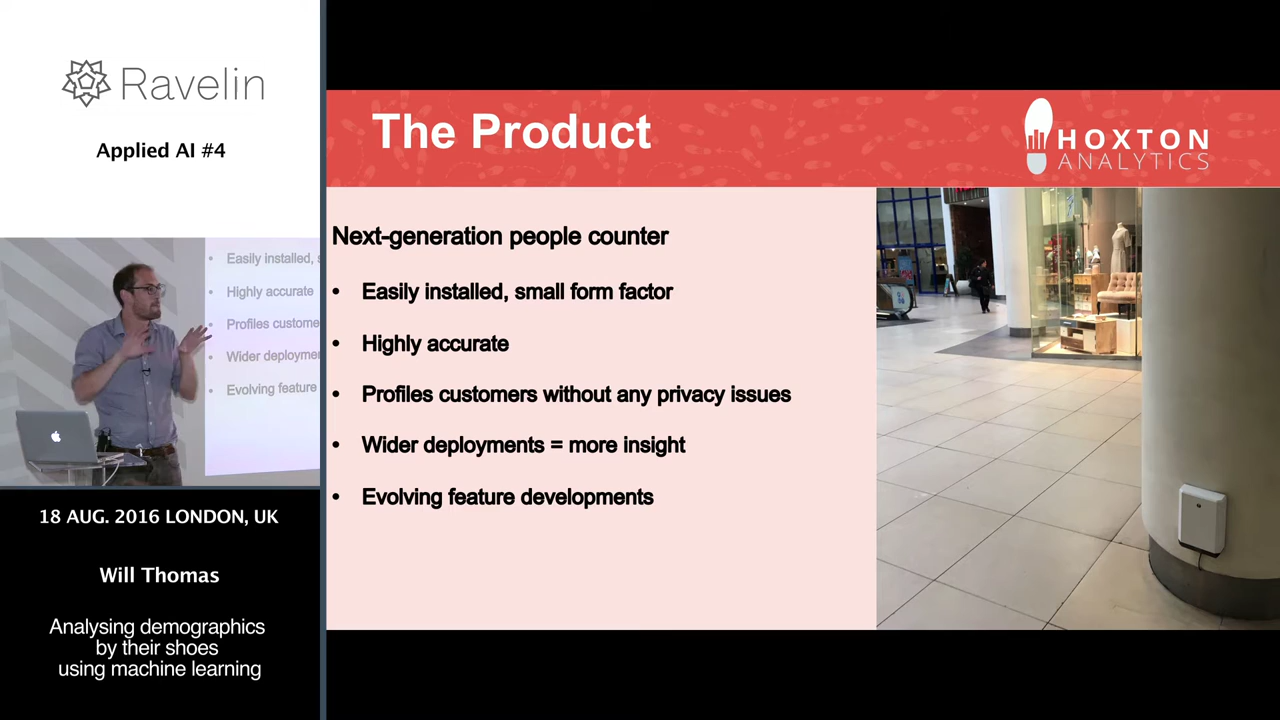 Ravelin
Applied AI #4
The Product
HOXTON
ANALYTICS
Next-generation people counter
• Easily installed, small form factor
• Highly accurate
• Profiles customers without any privacy issues
• Wider deployments = more insight
• Evolving feature developments
• Easily installed, s
• Highly accurate
• Profiles custome
• Wider deploymen
• Evolving feature
18 AUG. 2016 LONDON, UK
Will Thomas
Analysing demographics
by their shoes
using machine learning